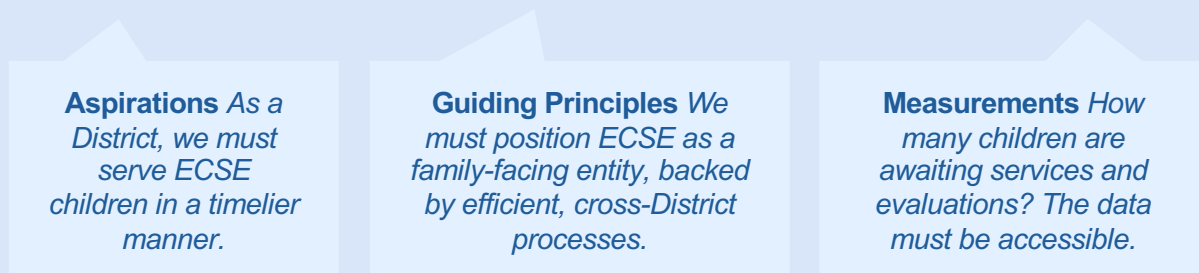 Aspirations As a
District, we must
serve ECSE
children in a timelier
manner.
Guiding Principles We
must position ECSE as a
family-facing entity, backed
by efficient, cross-District
processes.
Measurements How
many children are
awaiting services and
evaluations? The data
must be accessible.